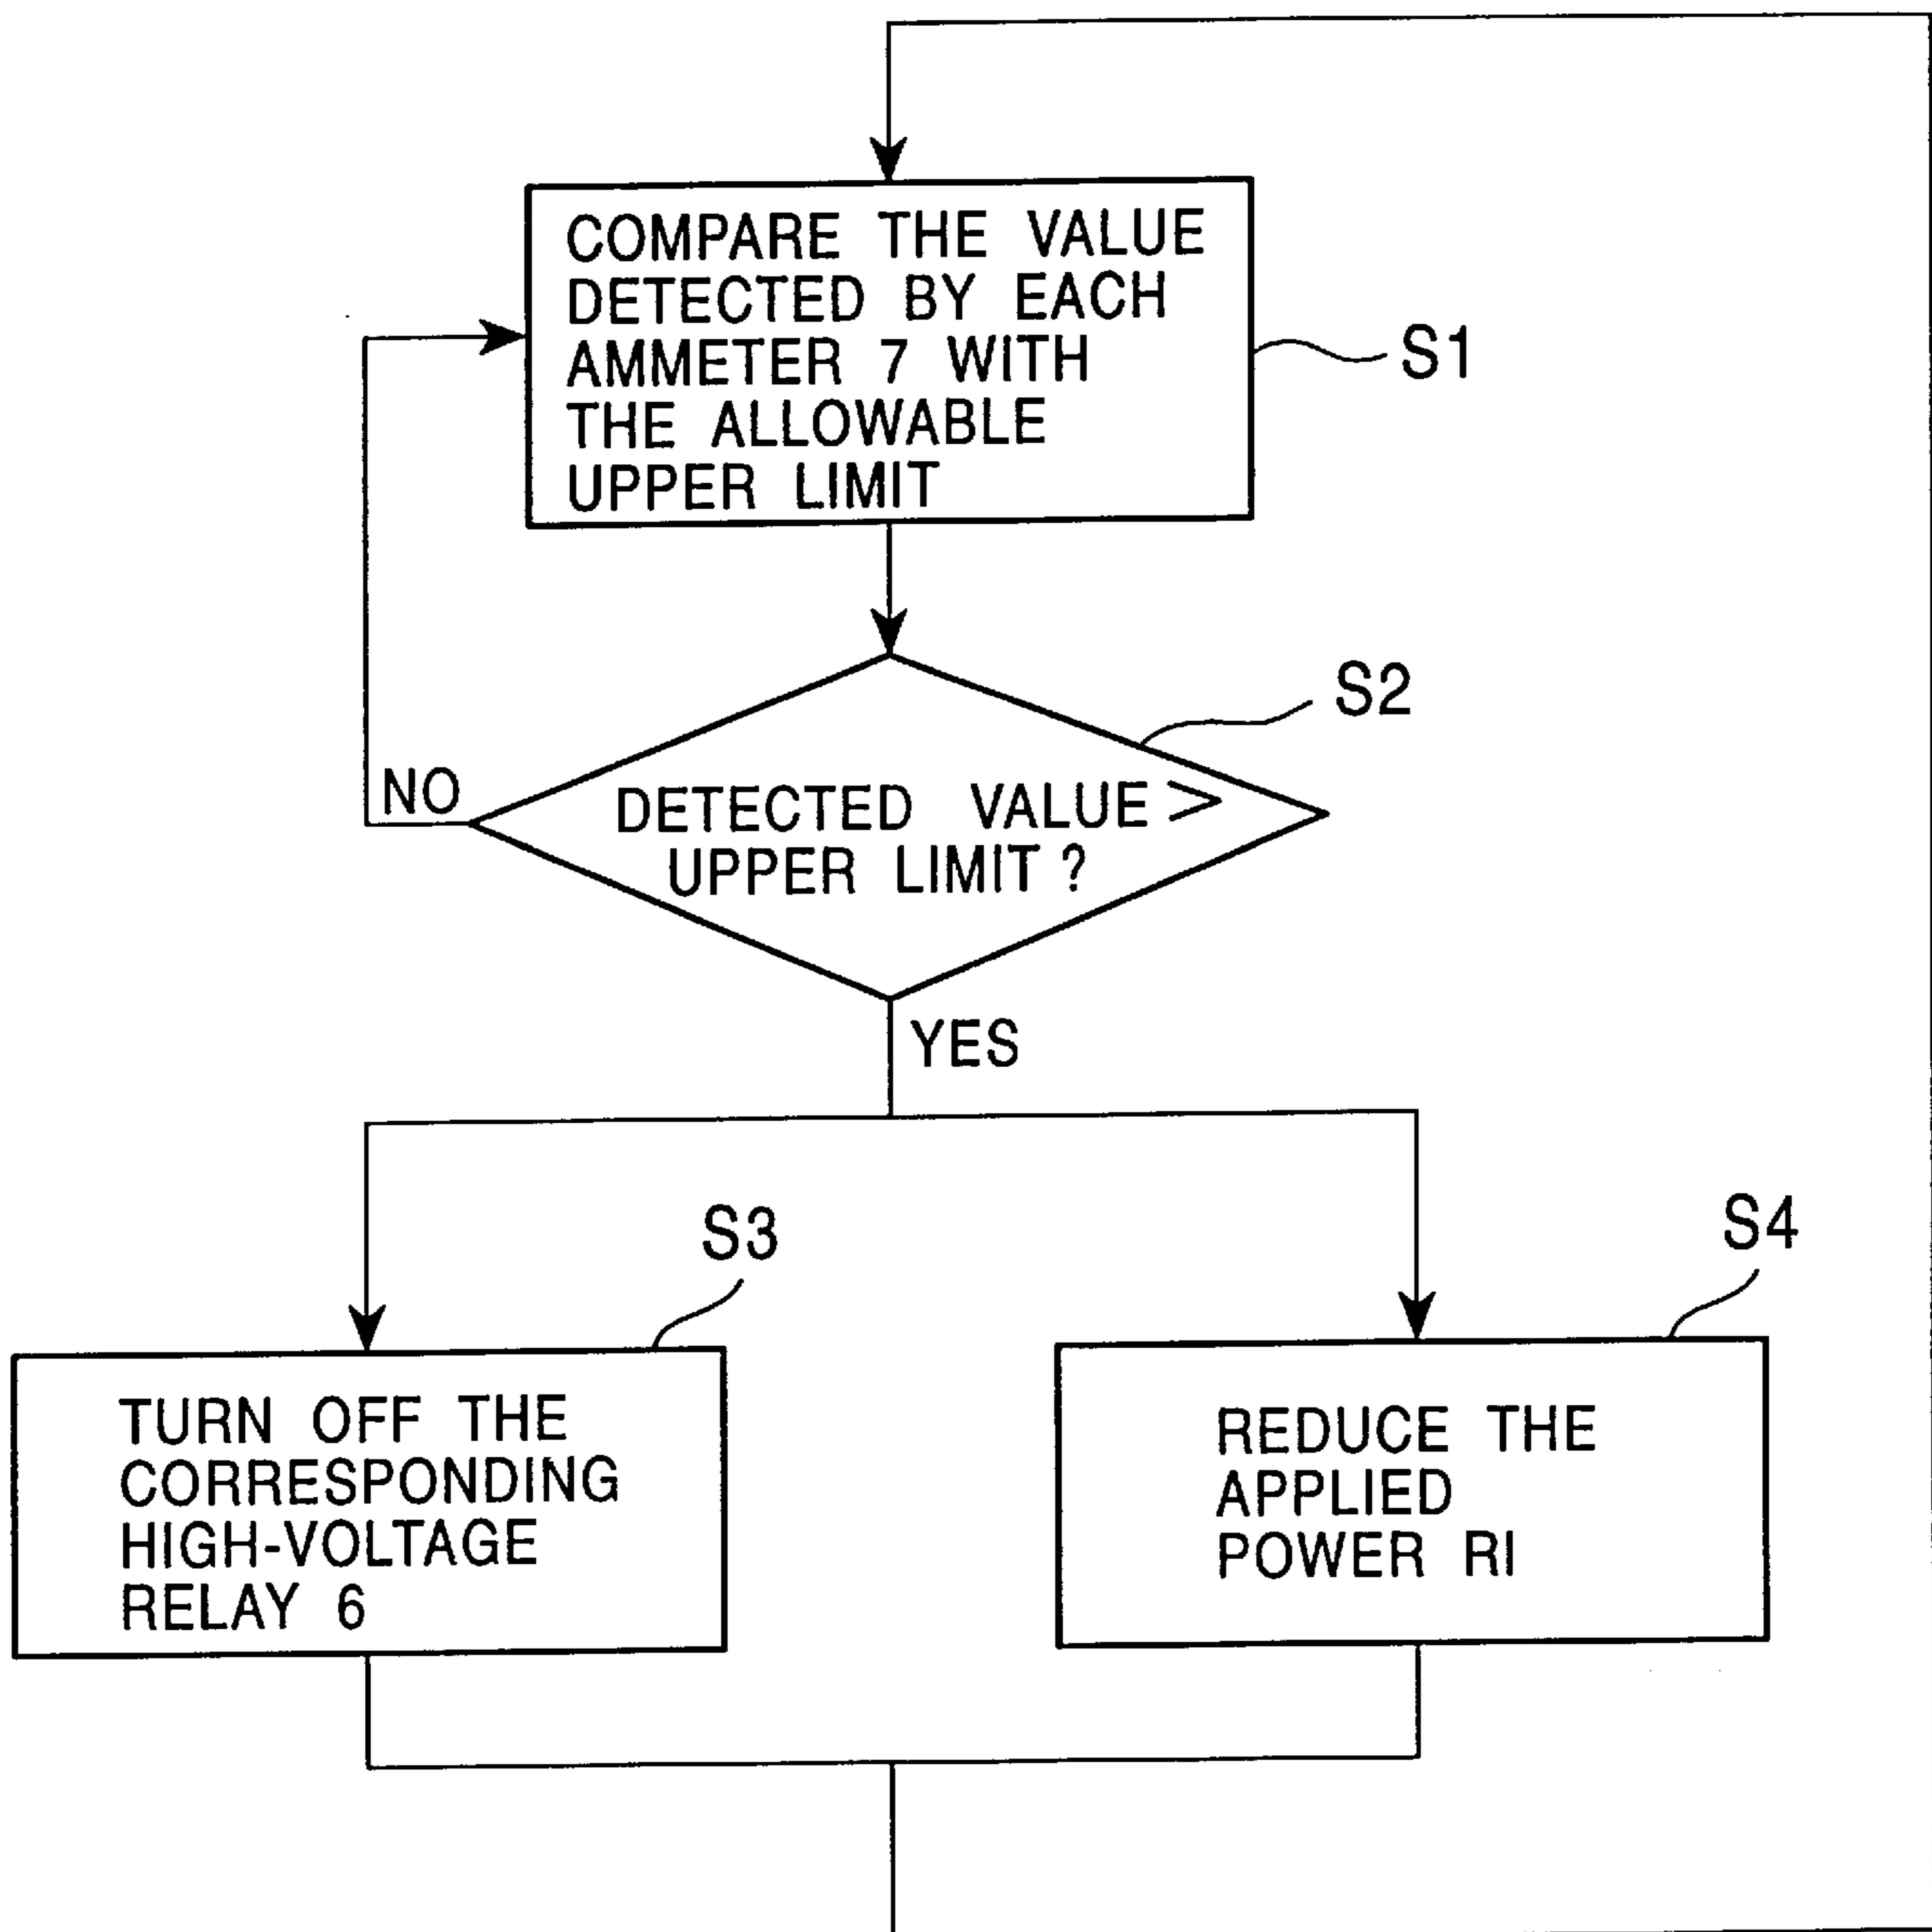 COMPARE THE VALUE
DETECTED BY EACH
AMMETER 7 WITH
THE ALLOWABLE
UPPER LIMIT
S1
S2
NO
DETECTED VALUE >
UPPER LIMIT ?
YES
S3
S4
TURN OFF THE
CORRESPONDING
HIGH-VOLTAGE
RELAY 6
REDUCE THE
APPLIED
POWER RI